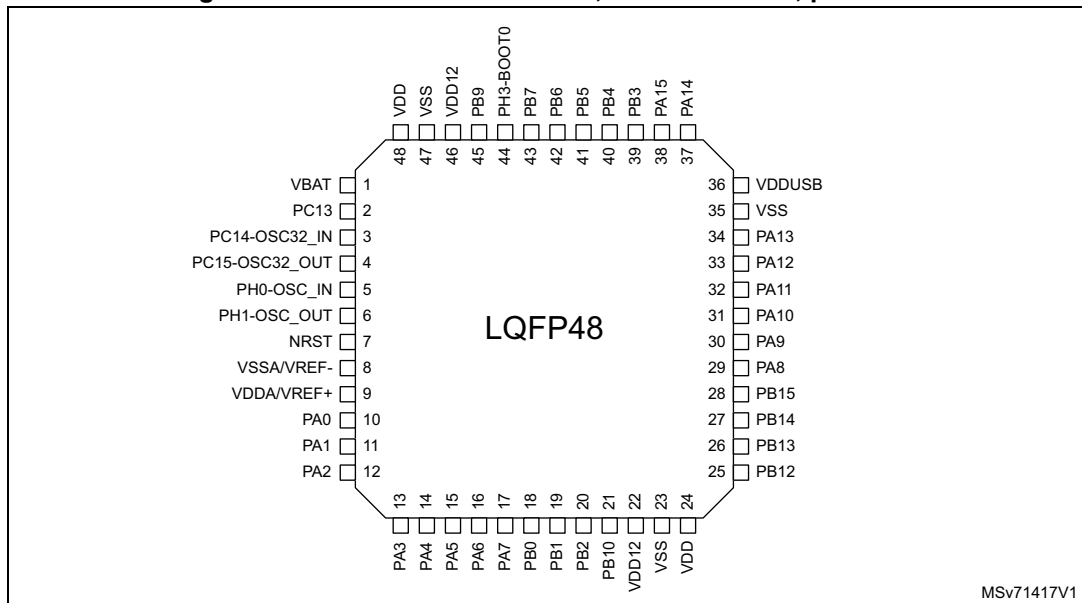 VDD
VSS
VDD12
PB9
PH3-BOOT0
PB7
PB6
PB5
PB4
PB3
PA15
PA14
48
47
46
45
44
43
42
41
40
39
38
37
VBAT 1
PC13 2
PC14-OSC32_IN 3
PC15-OSC32_OUT 4
PH0-OSC_IN 5
PH1-OSC_OUT 6
NRST 7
VSSA/VREF- 8
VDDA/VREF+ 9
PA0 10
PA1 11
PA2 12
LQFP48
36 VDDUSB
35 VSS
34 PA13
33 PA12
32 PA11
31 PA10
30 PA9
29 PA8
28 PB15
27 PB14
26 PB13
25 PB12
13
14
15
16
17
18
19
20
21
22
23
24
PA3
PA4
PA5
PA6
PA7
PB0
PB1
PB2
PB10
VDD12
VSS
VDD
MSv71417V1